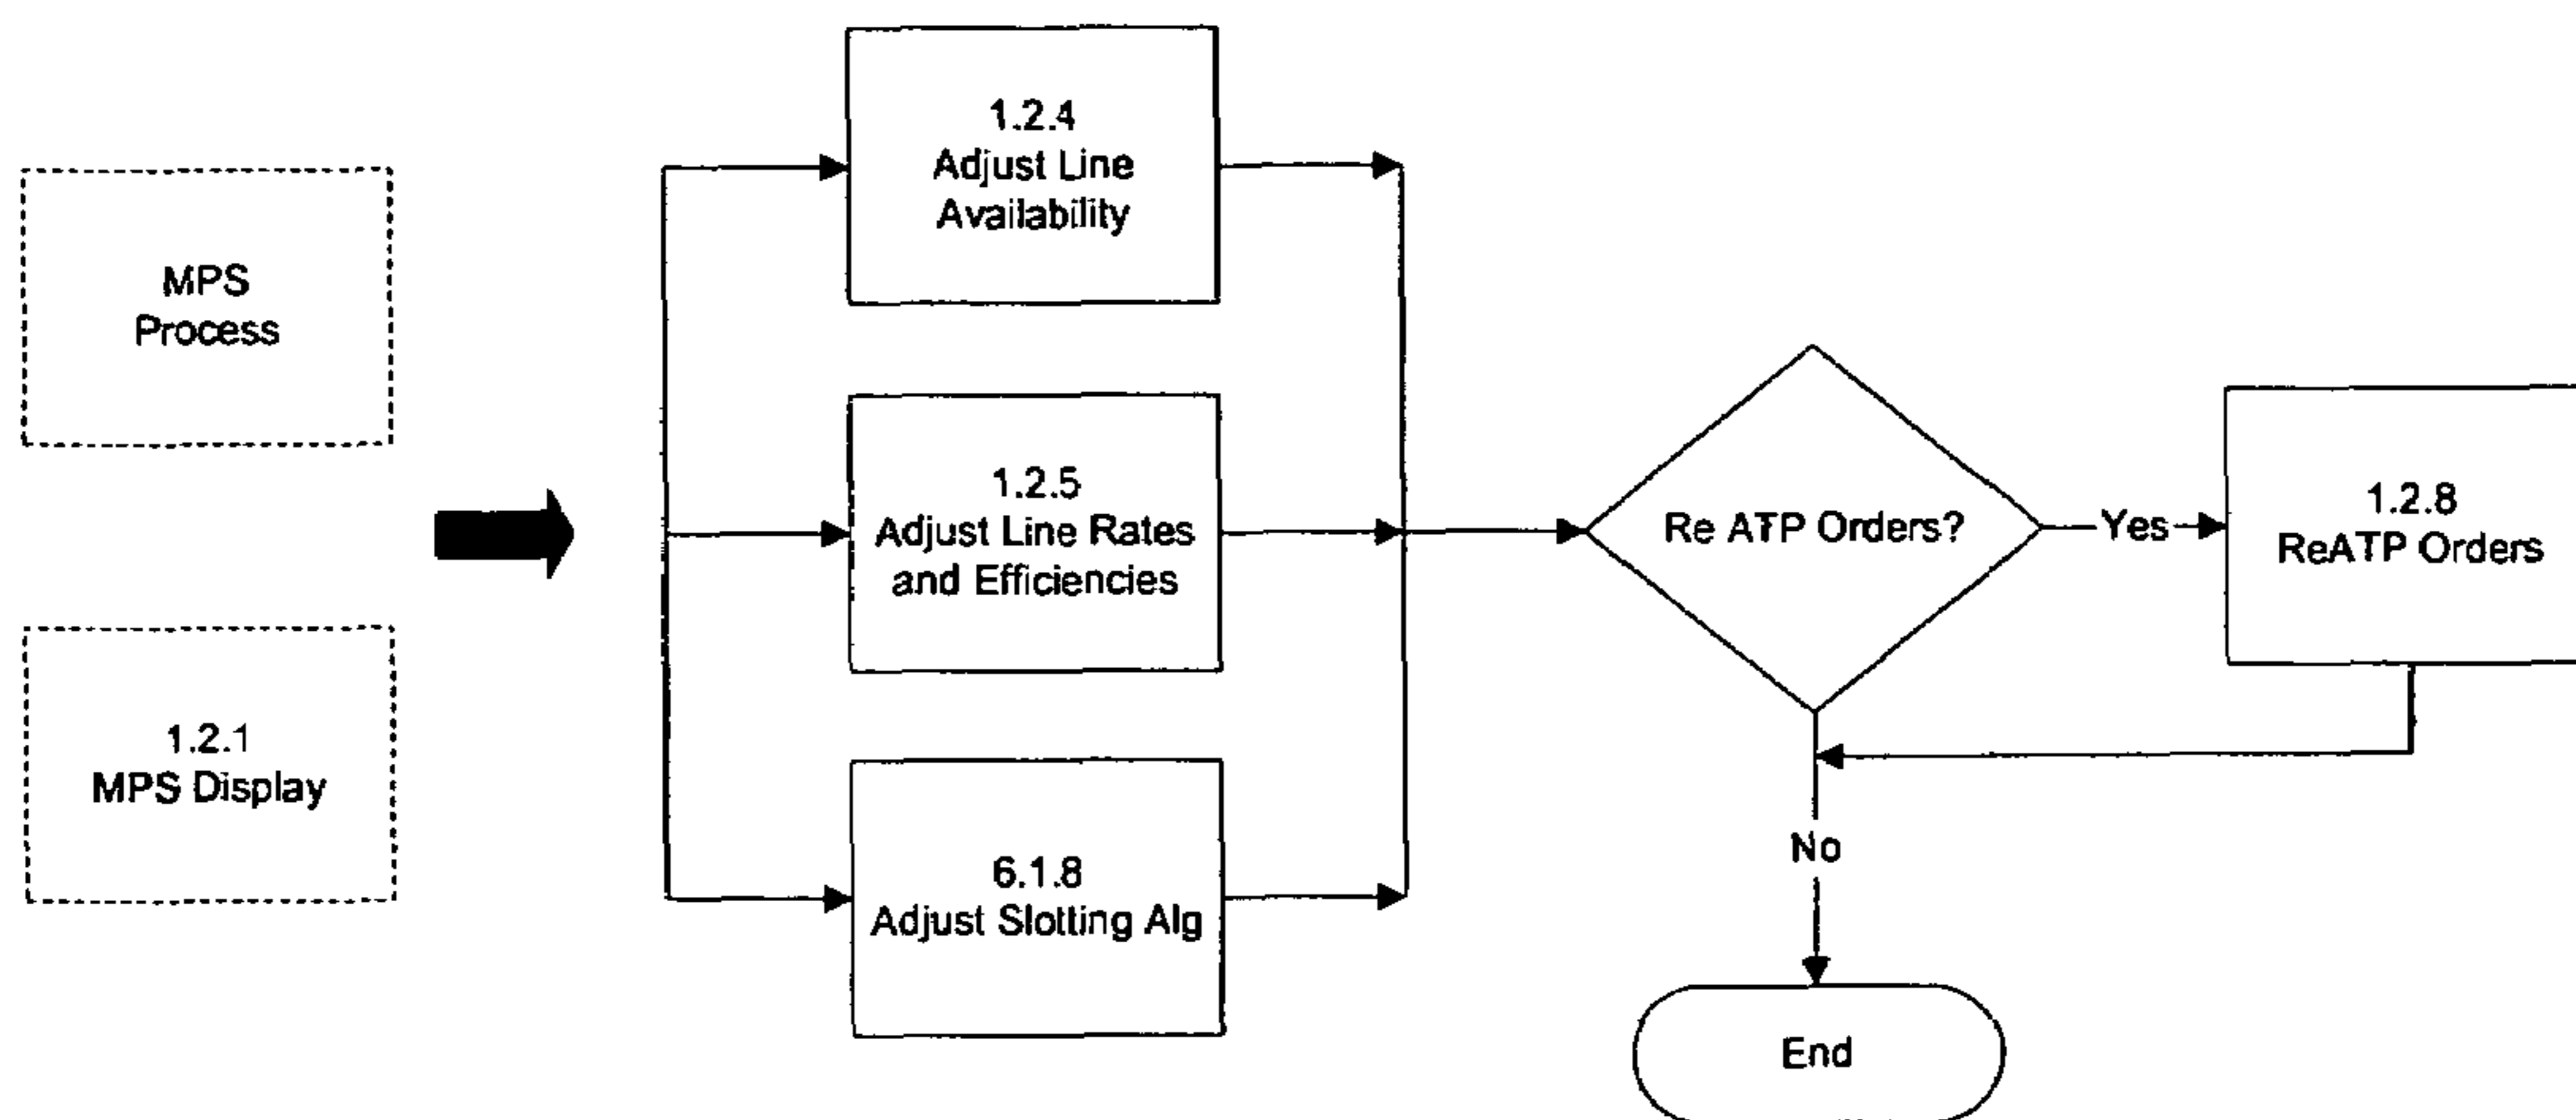 MPS
Process
1.2.1
MPS Display
1.2.4
Adjust Line
Availability
1.2.5
Adjust Line Rates
and Efficiencies
6.1.8
Adjust Slotting Alg
Re ATP Orders?
Yes
1.2.8
ReATP Orders
No
End